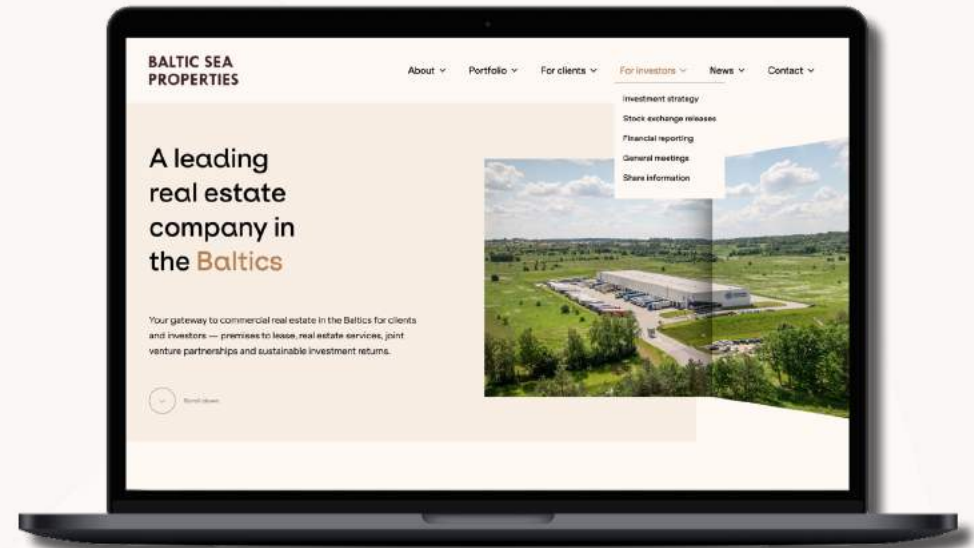 BALTIC SEA
PROPERTIES
About
Portfolio
For clients
For investors
News
Contact
Investment strategy
Stock exchange releases
Financial reporting
General meetings
Share information
A leading
real estate
company in
the Baltics
Your gateway to commercial real estate in the Baltics for clients
and investors — premises to lease, real estate services, joint
venture partnerships and sustainable investment returns.
Scroll down